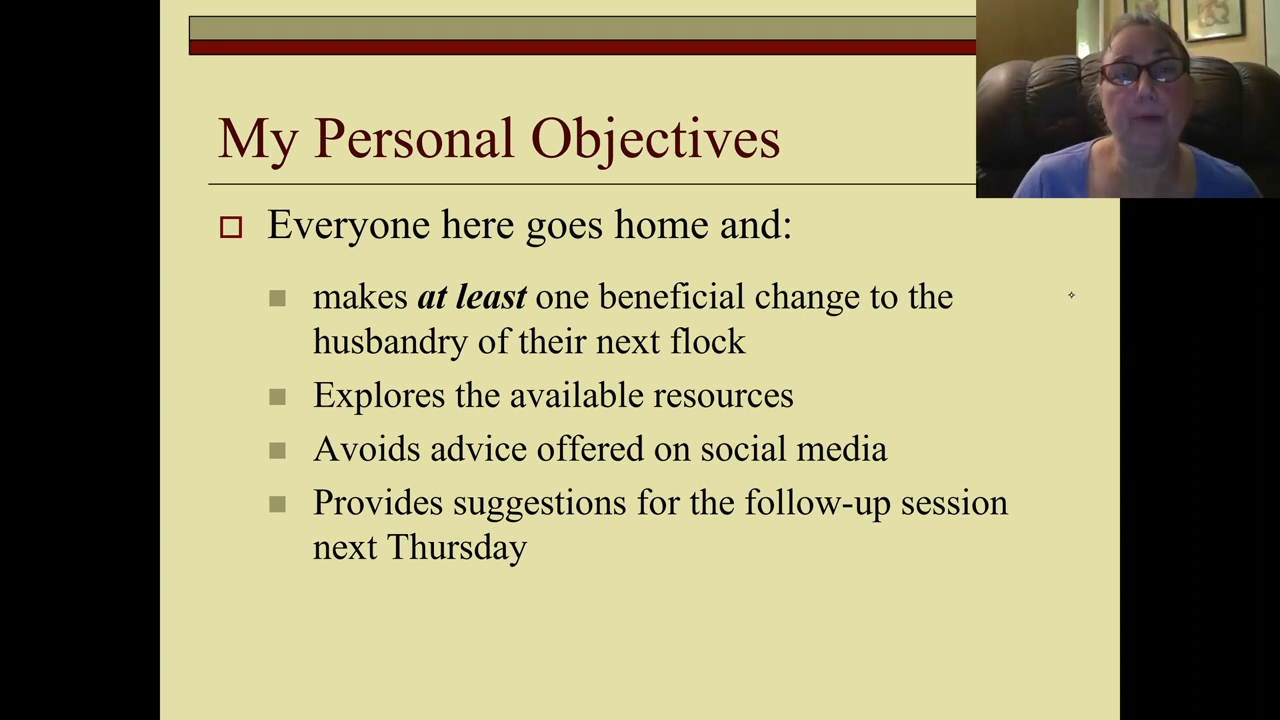 My Personal Objectives
Everyone here goes home and:
makes at least one beneficial change to the
husbandry of their next flock
Explores the available resources
Avoids advice offered on social media
Provides suggestions for the follow-up session
next Thursday